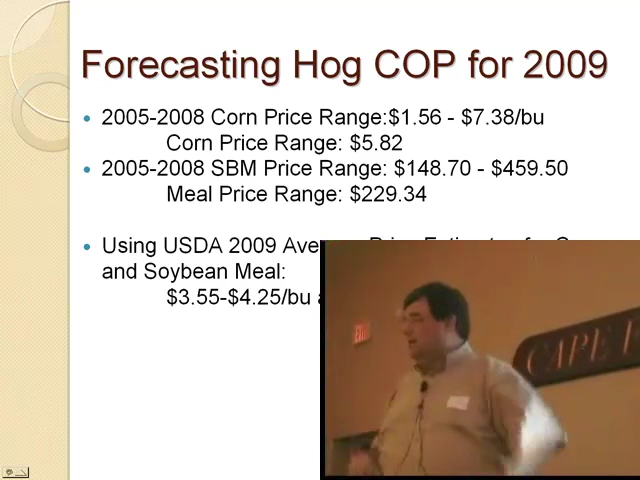 Forecasting Hog COP for 2009
2005-2008 Corn Price Range:$1.56 - $7.38/bu
Corn Price Range: $5.82
2005-2008 SBM Price Range: $148.70 - $459.50
Meal Price Range: $229.34
Using USDA 2009
and Soybean Meal:
$3.55-$4.25/bu
EXIT
CAPE